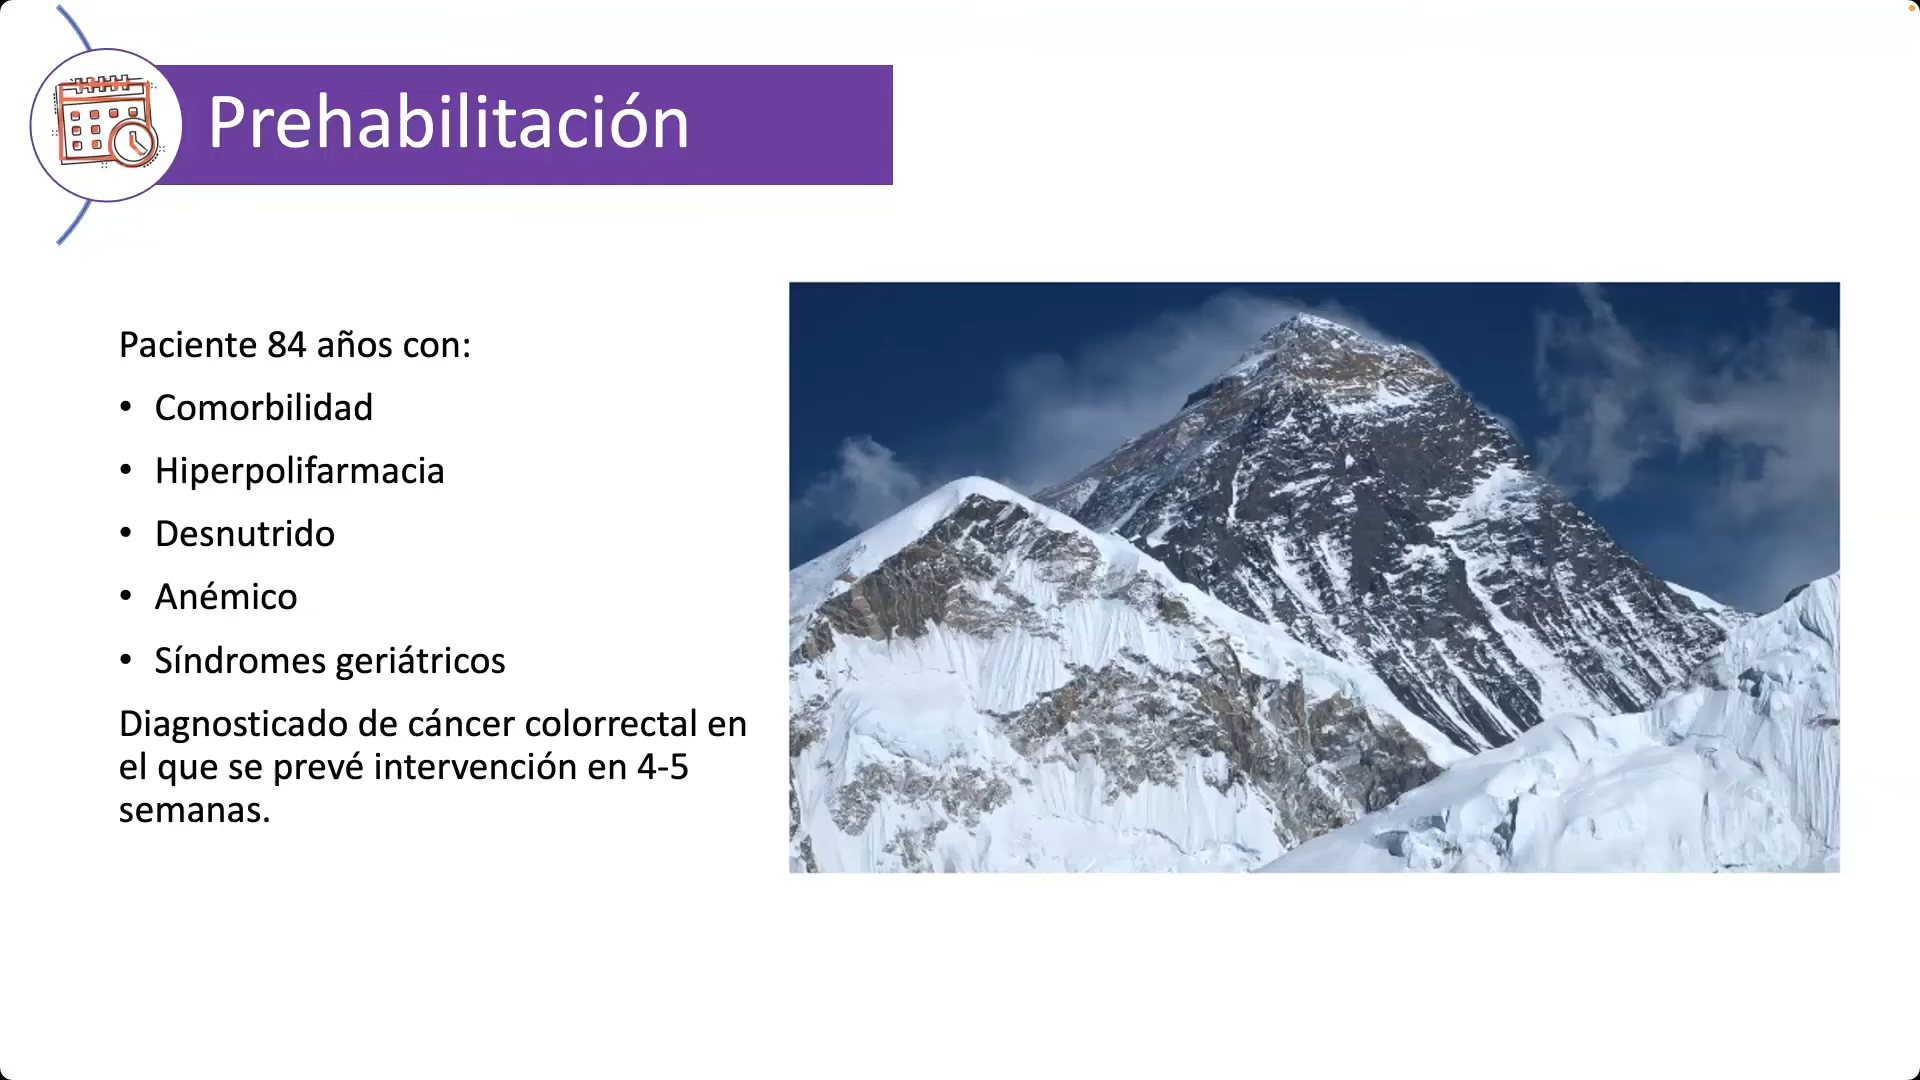 Prehabilitación
Paciente 84 años con:
• Comorbilidad
• Hiperpolifarmacia
• Desnutrido
• Anémico
• Síndromes geriátricos
Diagnosticado de cáncer colorrectal en
el que se prevé intervención en 4-5
semanas.